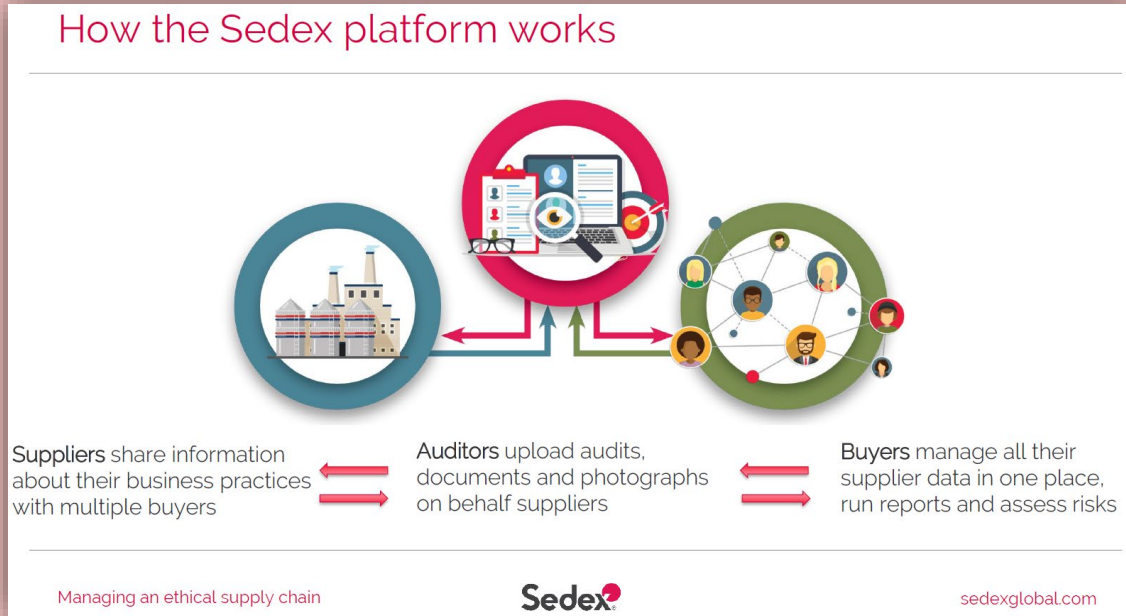 How the Sedex platform works
Suppliers share information
about their business practices
with multiple buyers
Auditors upload audits,
documents and photographs
on behalf suppliers
Buyers manage all their
supplier data in one place,
run reports and assess risks
Managing an ethical supply chain
Sedex
sedexglobal.com